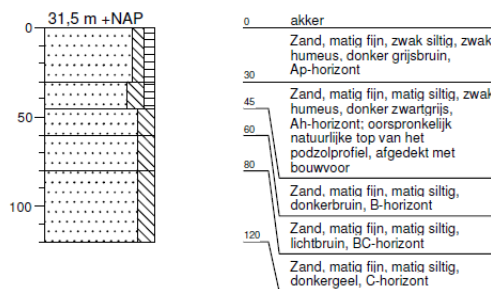 31,5 m +NAP
0
50
100
0 akker
Zand, matig fijn, zwak siltig, zwak
humeus, donker grijsbruin,
Ap-horizont
30
Zand, matig fijn, matig siltig, zwak
humeus, donker zwartgrijs,
Ah-horizont; oorspronkelijk
natuurlijke top van het
podzolprofiel, afgedekt met
bouwvoor
45
Zand, matig fijn, matig siltig,
donkerbruin, B-horizont
60
Zand, matig fijn, matig siltig,
lichtbruin, BC-horizont
80
Zand, matig fijn, matig siltig,
donkergeel, C-horizont
120